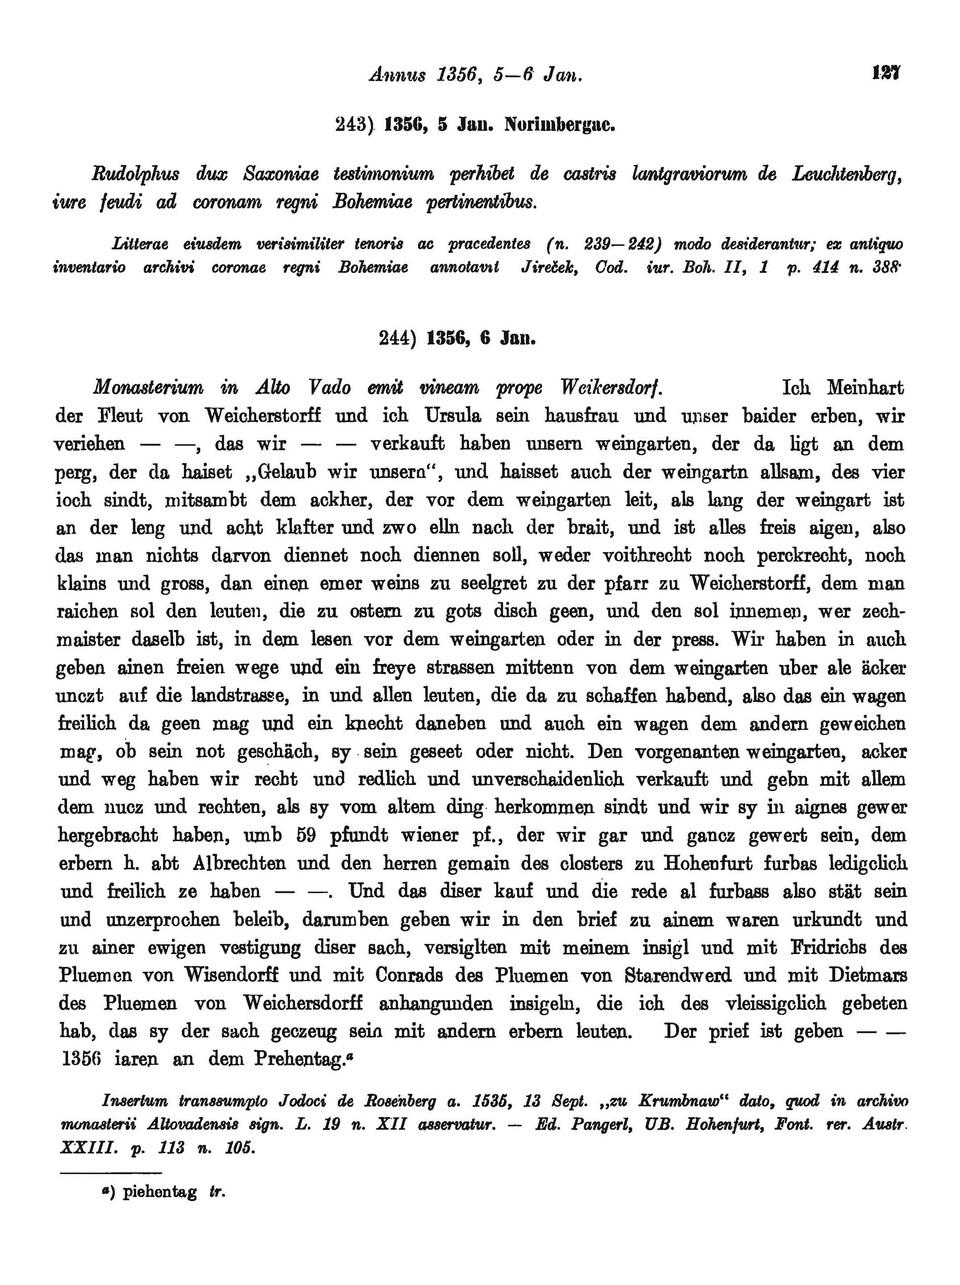 Annus 1356, 5—6 Jan. 127
243) 1356, 5 Jan. Norimbergae.
Rudolphus dux Saxoniae testimonium perhibet de castris lantgraviorum de Leuchtenberg,
iure feudi ad coronam regni Bohemiae pertinentibus.
Litterae eiusdem verisimiliter tenoris ac praecedentes (n. 239—242) modo desiderantur; ex antiquo
inventario archivi coronae regni Bohemiae annotavit Jireček, Cod. iur. Boh. II, 1 p. 414 n. 388.
244) 1356, 6 Jan.
Monasterium in Alto Vado emit vineam prope Weikersdorf. Ich Meinhart
der Fleut von Weicherstorff und ich Ursula sein hausfrau und unser baider erben, wir
veriehen — —, das wir — — verkauft haben unsern weingarten, der da ligt an dem
perg, der da haiset „Gelaub wir unsern“, und haisset auch der weingartn allsam, des vier
ioch sindt, mitsambt dem ackher, der vor dem weingarten leit, als lang der weingart ist
an der leng und acht klafter und zwo elln nach der brait, und ist alles freis aigen, also
das man nichts darvon diennet noch diennen soll, weder voithrecht noch perckrecht, noch
klains und gross, dan einen emer weins zu seelgret zu der pfarr zu Weicherstorff, dem man
raichen sol den leuten, die zu ostern zu gots disch geen, und den sol innemen, wer zech-
maister daselb ist, in dem lesen vor dem weingarten oder in der press. Wir haben in auch
geben ainen freien wege und ein freye strassen mittenn von dem weingarten uber ale äcker
unczt auf die landstrasse, in und allen leuten, die da zu schaffen habend, also das ein wagen
freilich da geen mag und ein knecht daneben und auch ein wagen dem andern geweichen
mag, ob sein not geschäch, sy sein geseet oder nicht. Den vorgenanten weingarten, acker
und weg haben wir recht und redlich und unverschaidenlich verkauft und gebn mit allem
dem nucz und rechten, als sy vom altem ding herkommen sindt und wir sy in aignes gewer
hergebracht haben, umb 59 pfundt wiener pf., der wir gar und gancz gewert sein, dem
erbern h. abt Albrechten und den herren gemain des closters zu Hohenfurt furbas ledigclich
und freilich ze haben — —. Und das diser kauf und die rede al furbass also stät sein
und unzerprochen beleib, darumben geben wir in den brief zu ainem waren urkundt und
zu ainer ewigen vestigung diser sach, versiglten mit meinem insigl und mit Fridrichs des
Pluemen von Wisendorff und mit Conrads des Pluemen von Starendwerd und mit Dietmars
des Pluemen von Weichersdorff anhangunden insigeln, die ich des vleissigclich gebeten
hab, das sy der sach geczeug sein mit andern erbern leuten. Der prief ist geben — —
1356 iaren an dem Prehentag.a
Insertum transsumpto Jodoci de Rosenberg a. 1535, 13 Sept. „zu Krumbnaw“ dato, quod in archivo
monasterii Altovadensis sign. L. 19 n. XII asservatur. — Ed. Pangerl, UB. Hohenfurt, Font. rer. Austr.
XXIII. p. 113 n. 105.
a) piehentag tr.